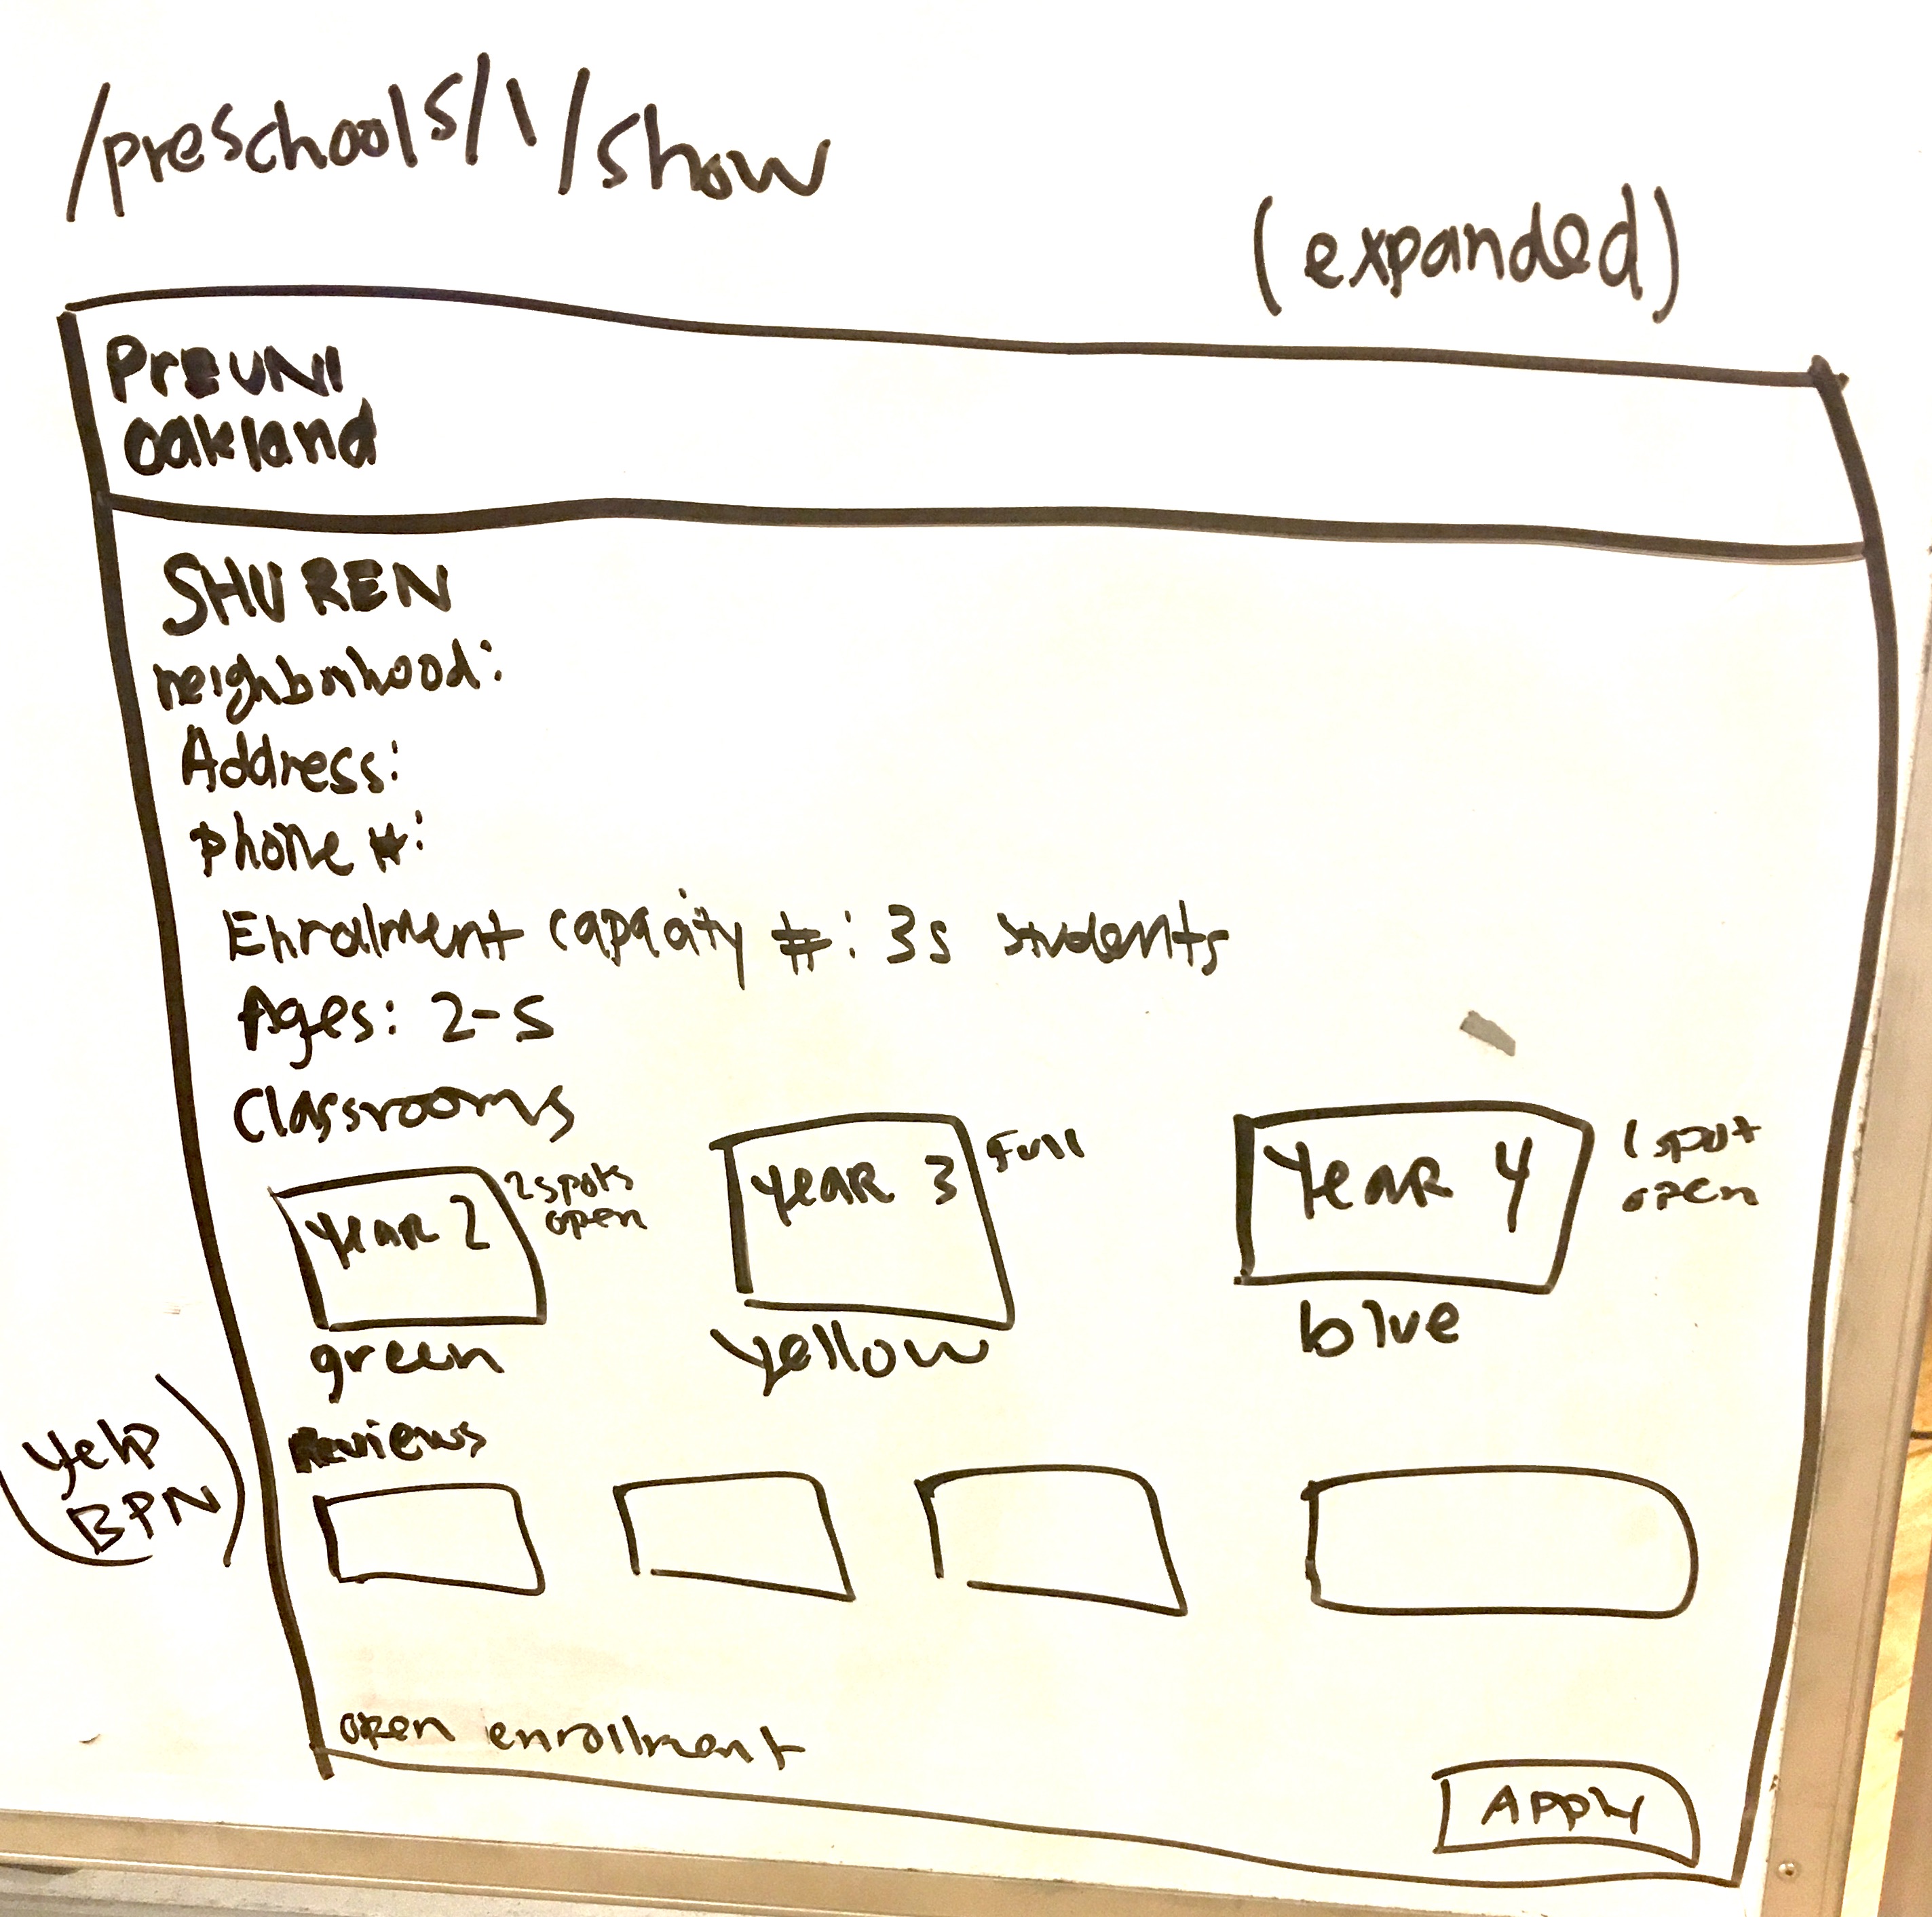 /preschools/1/show
(expanded)
PreUNI
Oakland
SHU REN
neighborhood:
Address:
phone #:
Enrollment capacity #: 35 students
Ages: 2-5
Classrooms
YEAR 2
2 spots
open
green
YEAR 3
Full
yellow
YEAR 4
1 spot
open
blue
Yelp
BPN
Reviews
open enrollment
APPLY